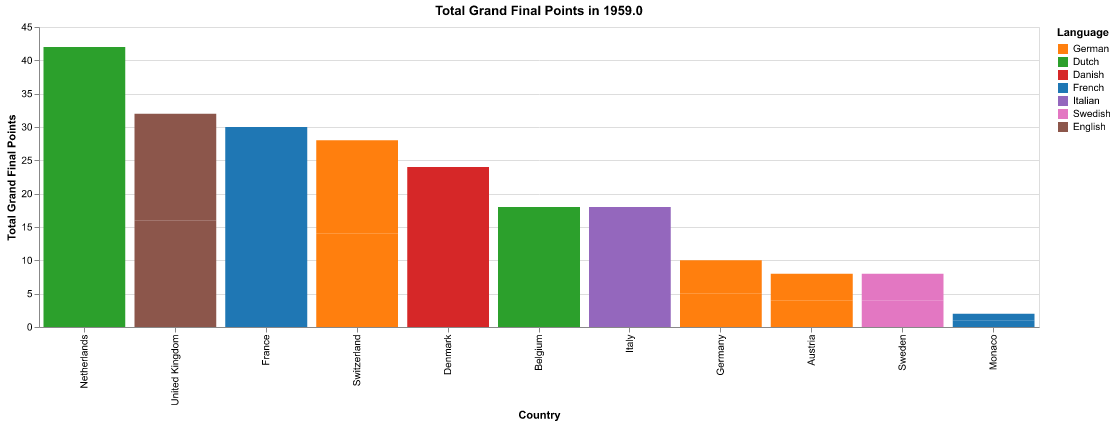 Total Grand Final Points in 1959.0
Total Grand Final Points
45
40
35
30
25
20
15
10
5
0
Netherlands
United Kingdom
France
Switzerland
Denmark
Belgium
Italy
Germany
Austria
Sweden
Monaco
Country
Language
German
Dutch
Danish
French
Italian
Swedish
English